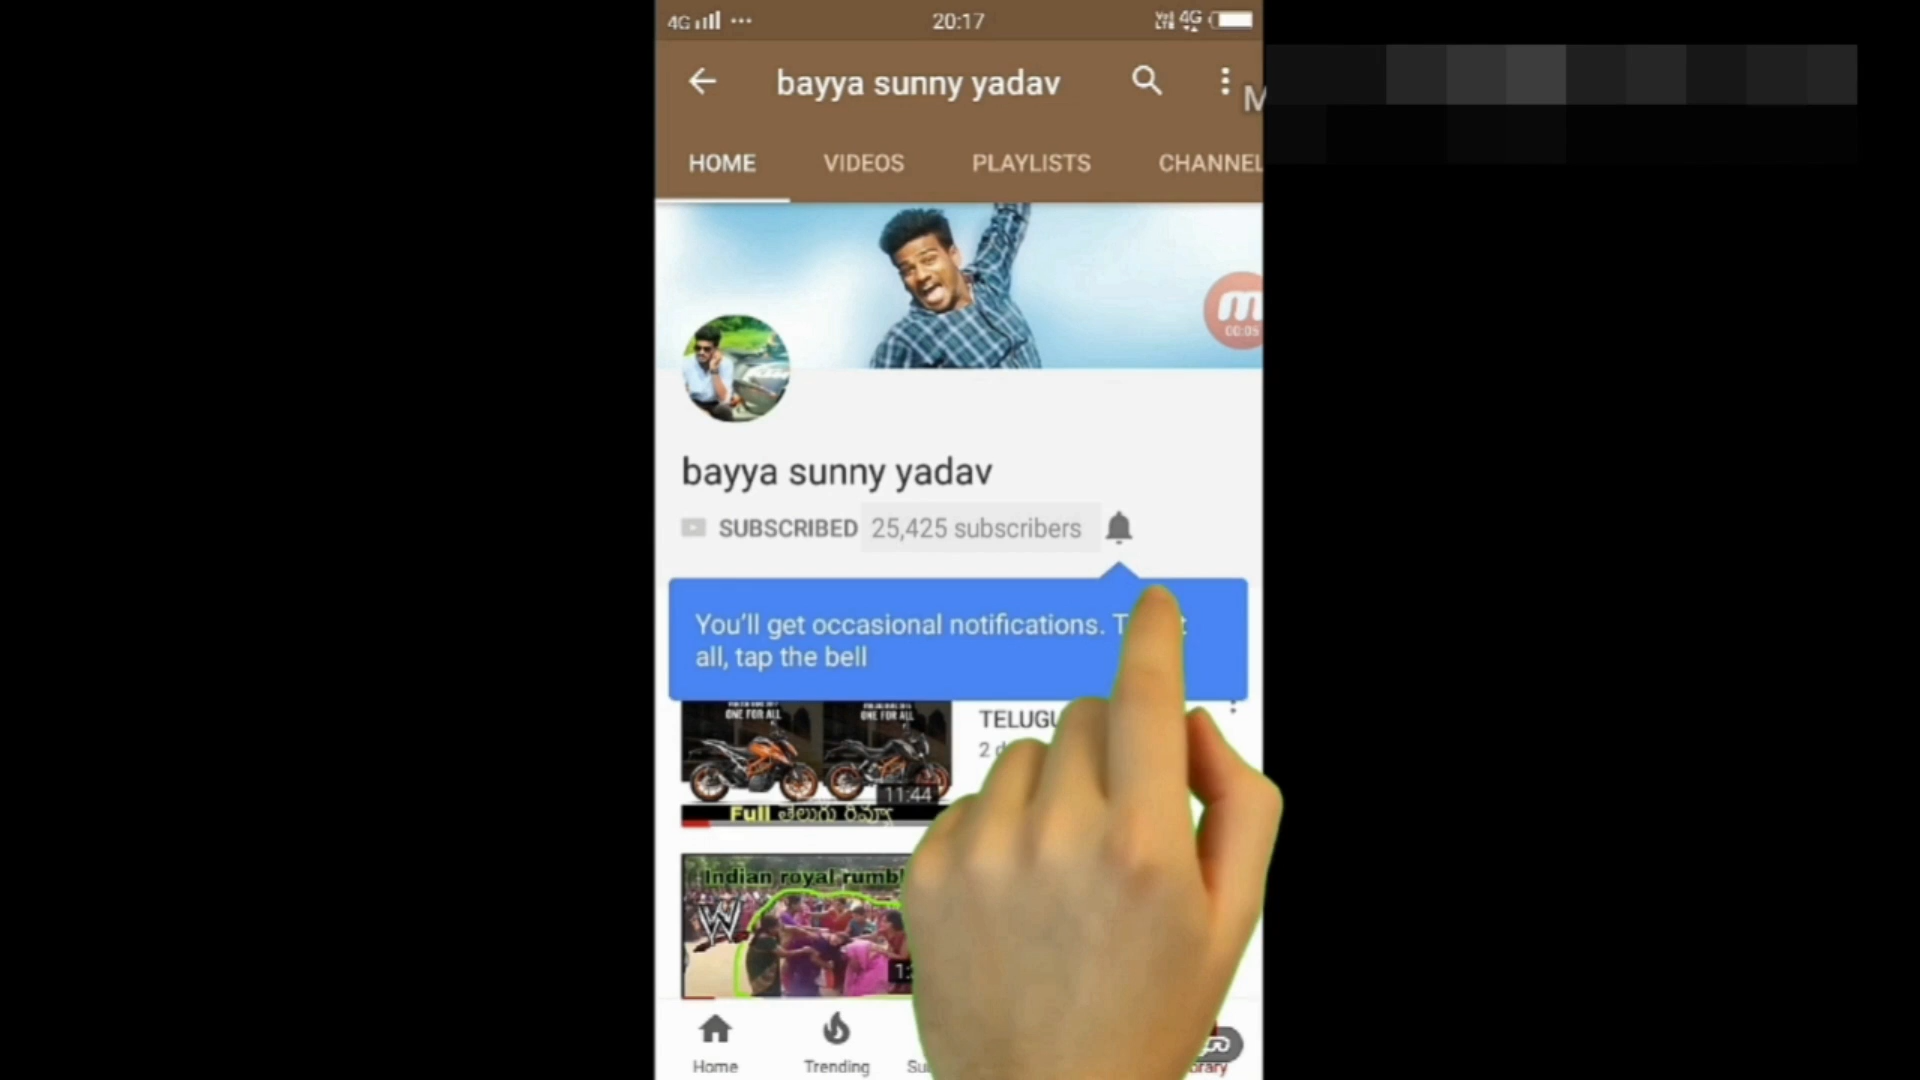 4G 20:17 4G
bayya sunny yadav
M
HOME VIDEOS PLAYLISTS CHANNEL
m
00:05
bayya sunny yadav
SUBSCRIBED 25,425 subscribers
You'll get occasional notifications.
all, tap the bell
ONE FOR ALL ONE FOR ALL
TELUGU
11:44
Full తెలుగు రివ్యూ
Indian royal rumbl
W
Home Trending